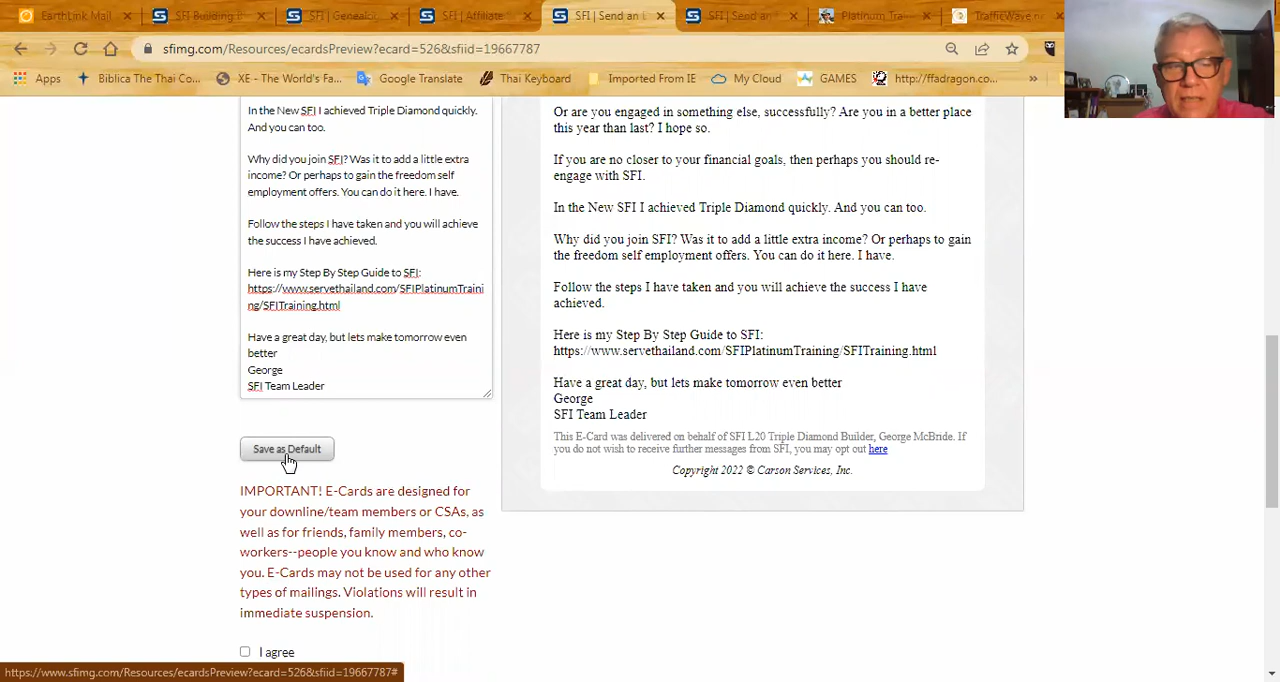 EarthLink Mail
SFI Building
SFI | Genealo
SFI | Affiliate
SFI | Send an
SFI | Send an
Platinum Tra
TrafficWave.n
sfimg.com/Resources/ecardsPreview?ecard=526&sfiid=19667787
Apps
Biblica The Thai Co...
XE - The World's Fa...
Google Translate
Thai Keyboard
Imported From IE
My Cloud
GAMES
http://ffadragon.co...
»
In the New SFI I achieved Triple Diamond quickly.
And you can too.
Why did you join SFI? Was it to add a little extra
income? Or perhaps to gain the freedom self
employment offers. You can do it here. I have.
Follow the steps I have taken and you will achieve
the success I have achieved.
Here is my Step By Step Guide to SFI:
https://www.servethailand.com/SFIPlatinumTraini
ng/SFITraining.html
Have a great day, but lets make tomorrow even
better
George
SFI Team Leader
Save as Default
IMPORTANT! E-Cards are designed for
your downline/team members or CSAs, as
well as for friends, family members, co-
workers--people you know and who know
you. E-Cards may not be used for any other
types of mailings. Violations will result in
immediate suspension.
I agree
Or are you engaged in something else, successfully? Are you in a better place
this year than last? I hope so.
If you are no closer to your financial goals, then perhaps you should re-
engage with SFI.
In the New SFI I achieved Triple Diamond quickly. And you can too.
Why did you join SFI? Was it to add a little extra income? Or perhaps to gain
the freedom self employment offers. You can do it here. I have.
Follow the steps I have taken and you will achieve the success I have
achieved.
Here is my Step By Step Guide to SFI:
https://www.servethailand.com/SFIPlatinumTraining/SFITraining.html
Have a great day, but lets make tomorrow even better
George
SFI Team Leader
This E-Card was delivered on behalf of SFI L20 Triple Diamond Builder, George McBride. If
you do not wish to receive further messages from SFI, you may opt out here
Copyright 2022 © Carson Services, Inc.
https://www.sfimg.com/Resources/ecardsPreview?ecard=526&sfiid=19667787#